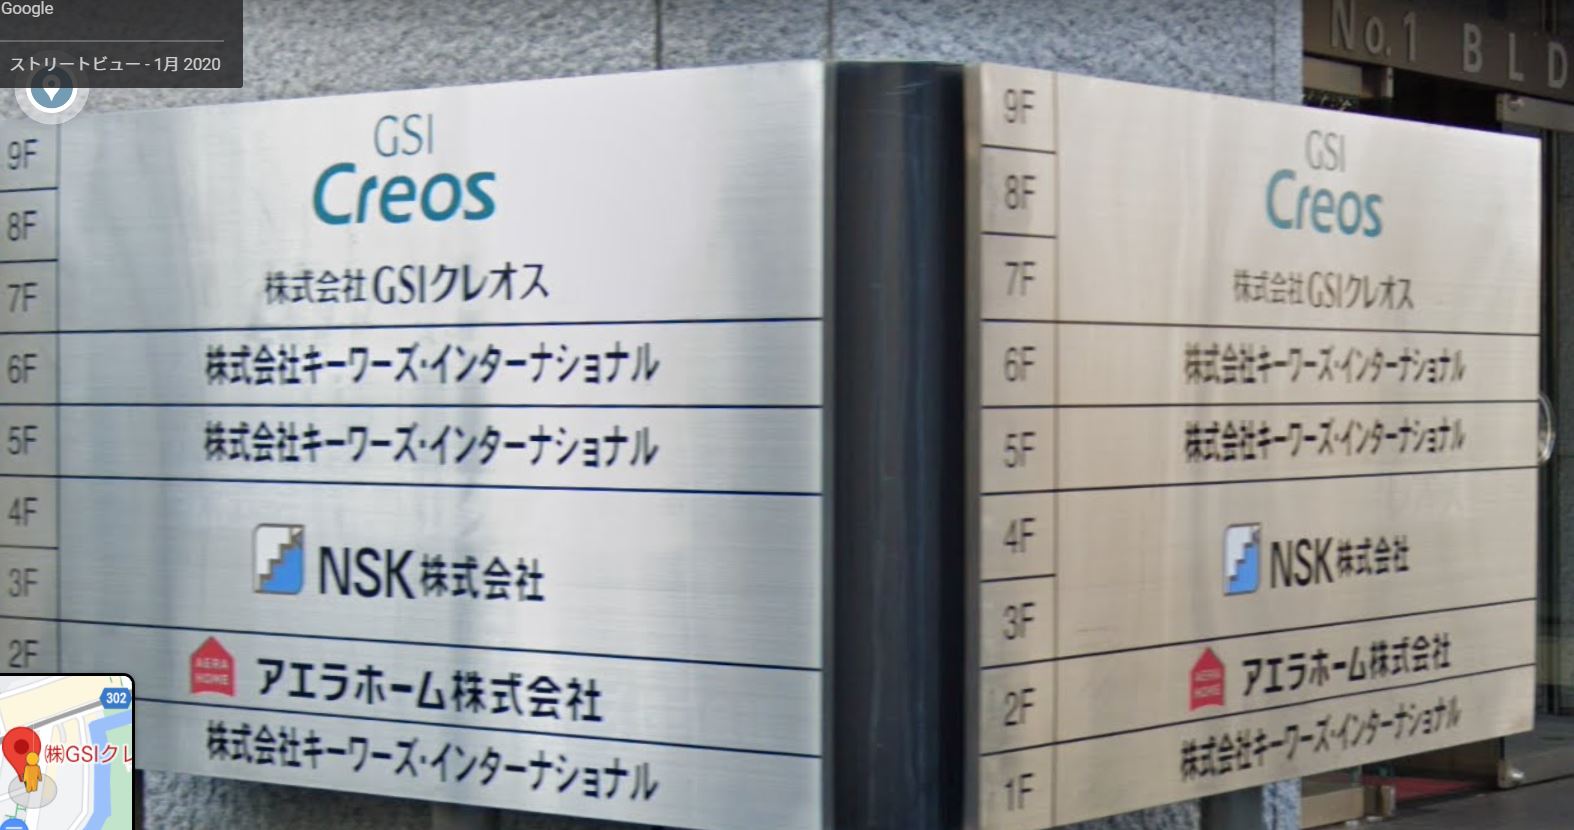 Google
ストリートビュー - 1月 2020
No.1 BLD
9F
GSI
Creos
8F
7F
株式会社GSIクレオス
6F
株式会社キーワーズ・インターナショナル
5F
株式会社キーワーズ・インターナショナル
4F
NSK株式会社
3F
2F
AERA
HOME
アエラホーム株式会社
株式会社キーワーズ・インターナショナル
9F
GSI
Creos
8F
7F
株式会社GSIクレオス
6F
株式会社キーワーズ・インターナショナル
5F
株式会社キーワーズ・インターナショナル
4F
NSK株式会社
3F
AERA
HOME
アエラホーム株式会社
2F
株式会社キーワーズ・インターナショナル
1F
302
㈱GSIクレ